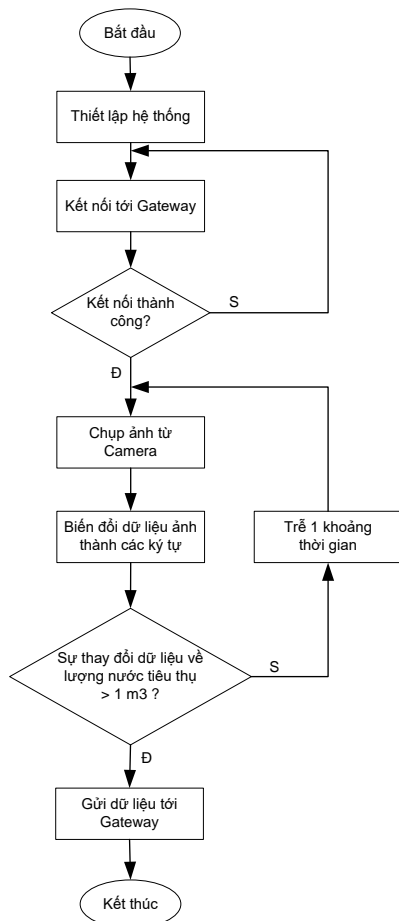 Bắt đầu
Thiết lập hệ thống
Kết nối tới Gateway
Kết nối thành
công?
S
Đ
Chụp ảnh từ
Camera
Biến đổi dữ liệu ảnh
thành các ký tự
Trễ 1 khoảng
thời gian
Sự thay đổi dữ liệu về
lượng nước tiêu thụ
> 1 m3 ?
S
Đ
Gửi dữ liệu tới
Gateway
Kết thúc